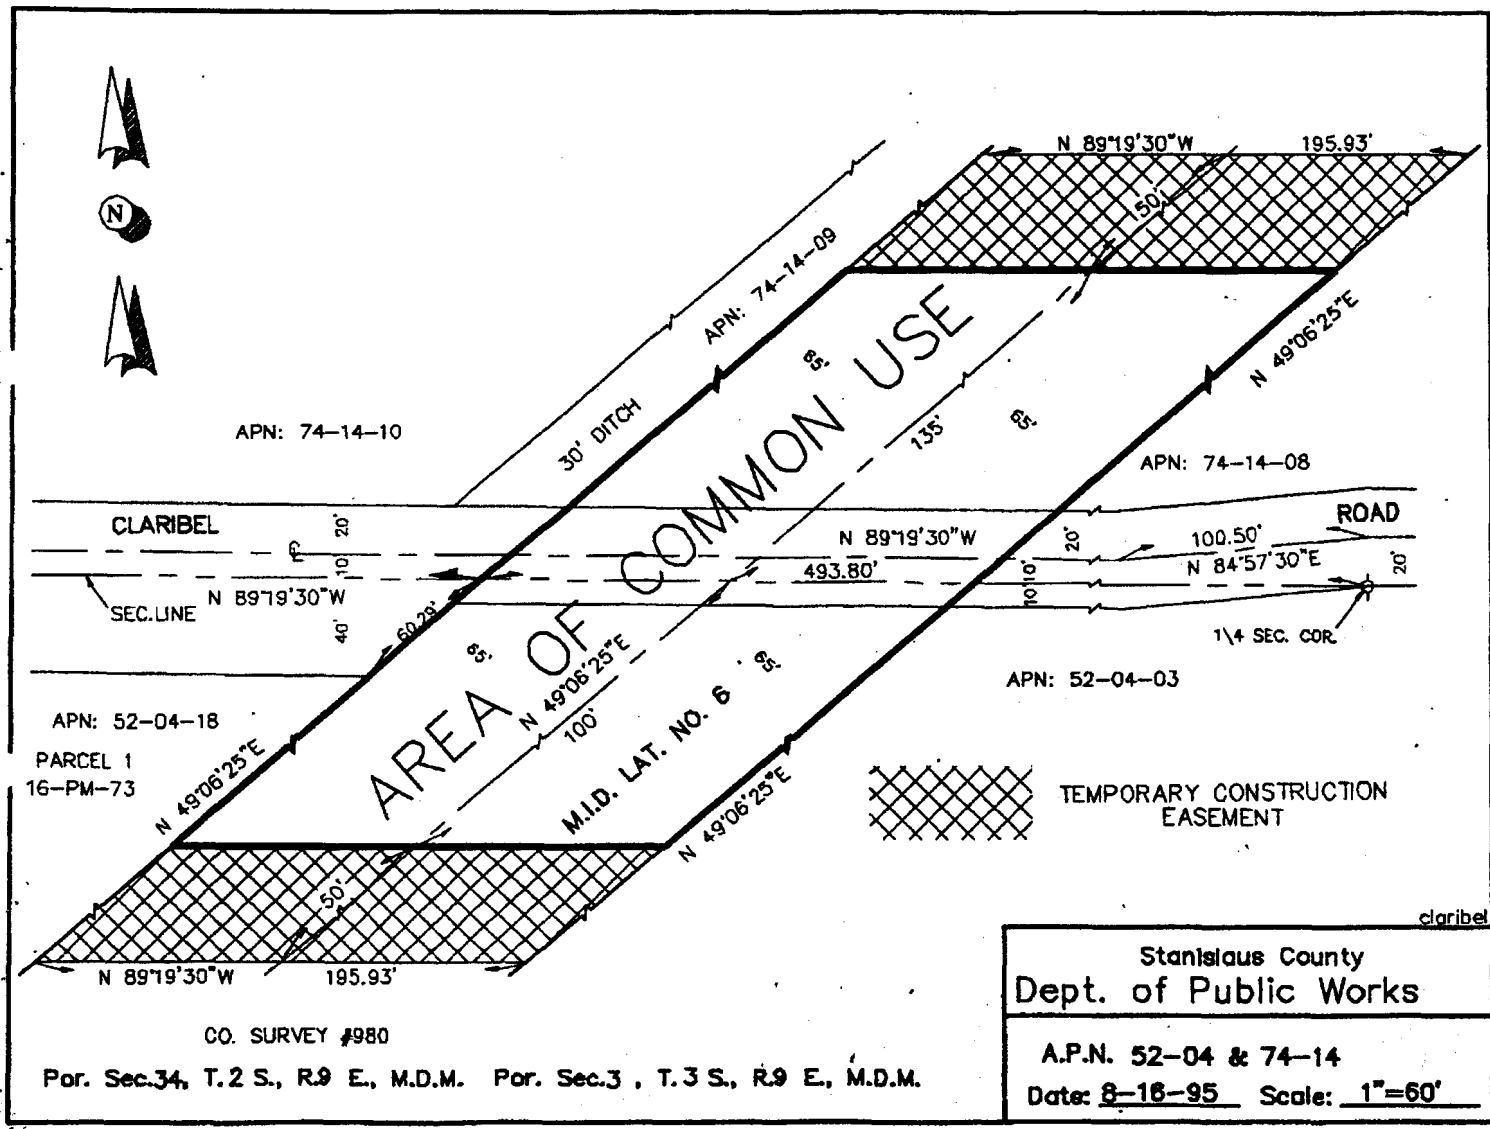 N 89°19'30"W 195.93'
N
150'
APN: 74-14-09
65'
AREA OF COMMON USE
N 49°06'25"E
30' DITCH
APN: 74-14-10
65'
135'
APN: 74-14-08
CLARIBEL
20'
ROAD
N 89°19'30"W
20'
100.50'
10'
493.80'
N 84°57'30"E
20'
SEC.LINE
N 89°19'30"W
10'10'
40'
60.29'
1\4 SEC. COR.
65'
N 49°06'25"E
65'
APN: 52-04-03
APN: 52-04-18
100'
M.I.D. LAT. NO. 6
PARCEL 1
16-PM-73
N 49°06'25"E
N 49°06'25"E
TEMPORARY CONSTRUCTION
EASEMENT
50'
claribel
N 89°19'30"W 195.93'
Stanislaus County
Dept. of Public Works
CO. SURVEY #980
A.P.N. 52-04 & 74-14
Por. Sec.34, T.2 S., R.9 E., M.D.M. Por. Sec.3 , T.3 S., R.9 E., M.D.M.
Date: 8-16-95 Scale: 1"=60'